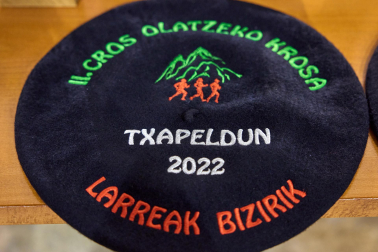 II.CROS OLATZEKO KROSA
TXAPELDUN
2022
LARREAK BIZIRIK